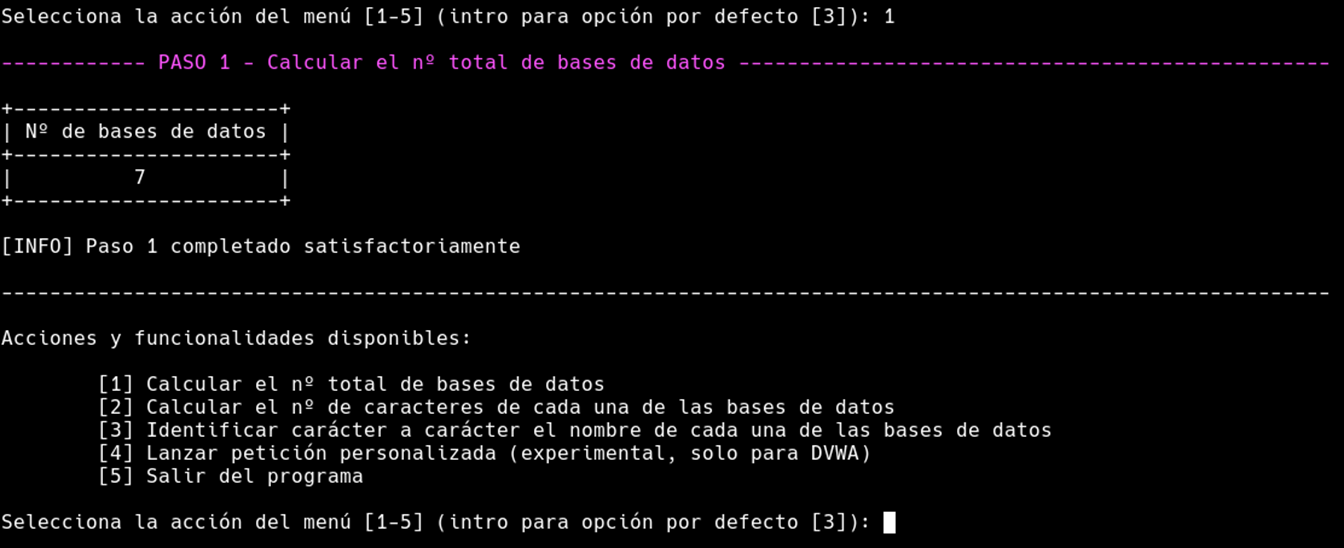 Selecciona la acción del menú [1-5] (intro para opción por defecto [3]): 1
------------ PASO 1 - Calcular el nº total de bases de datos -------------------------------------------------
+----------------------+
| Nº de bases de datos |
+----------------------+
|          7           |
+----------------------+
[INFO] Paso 1 completado satisfactoriamente
--------------------------------------------------------------------------------------------------------------
Acciones y funcionalidades disponibles:
[1] Calcular el nº total de bases de datos
[2] Calcular el nº de caracteres de cada una de las bases de datos
[3] Identificar carácter a carácter el nombre de cada una de las bases de datos
[4] Lanzar petición personalizada (experimental, solo para DVWA)
[5] Salir del programa
Selecciona la acción del menú [1-5] (intro para opción por defecto [3]):